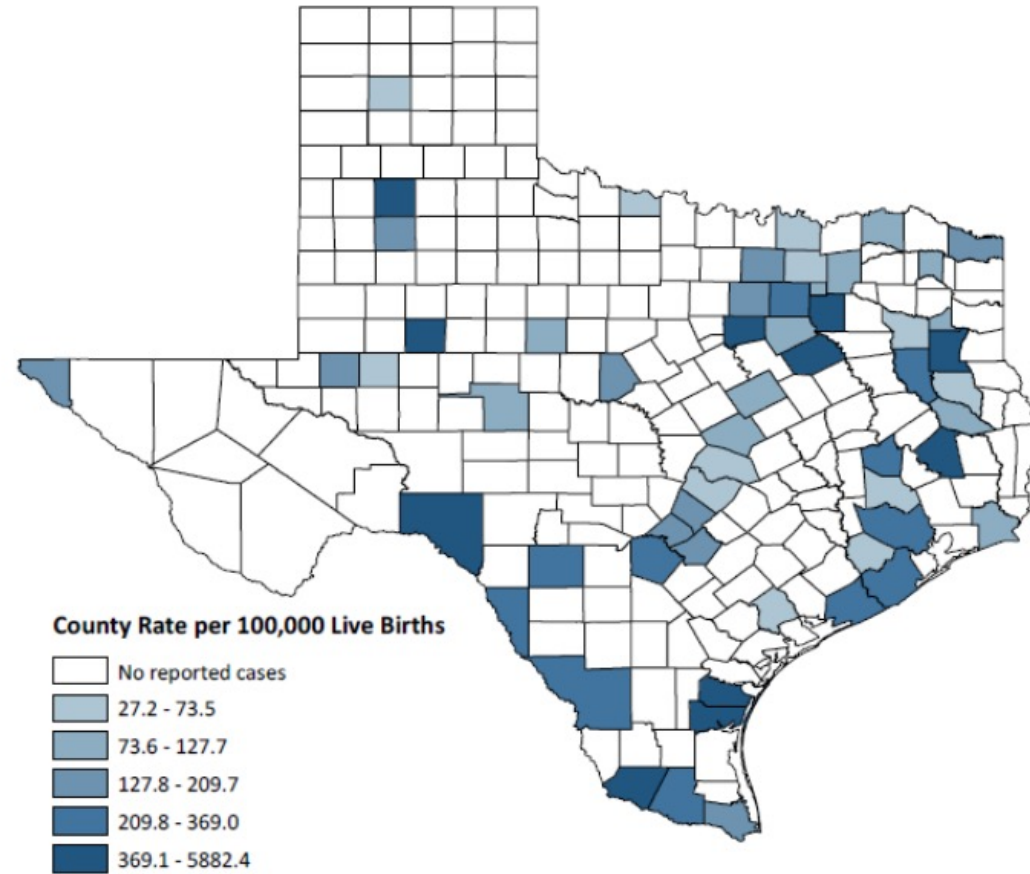 County Rate per 100,000 Live Births
No reported cases
27.2 - 73.5
73.6 - 127.7
127.8 - 209.7
209.8 - 369.0
369.1 - 5882.4